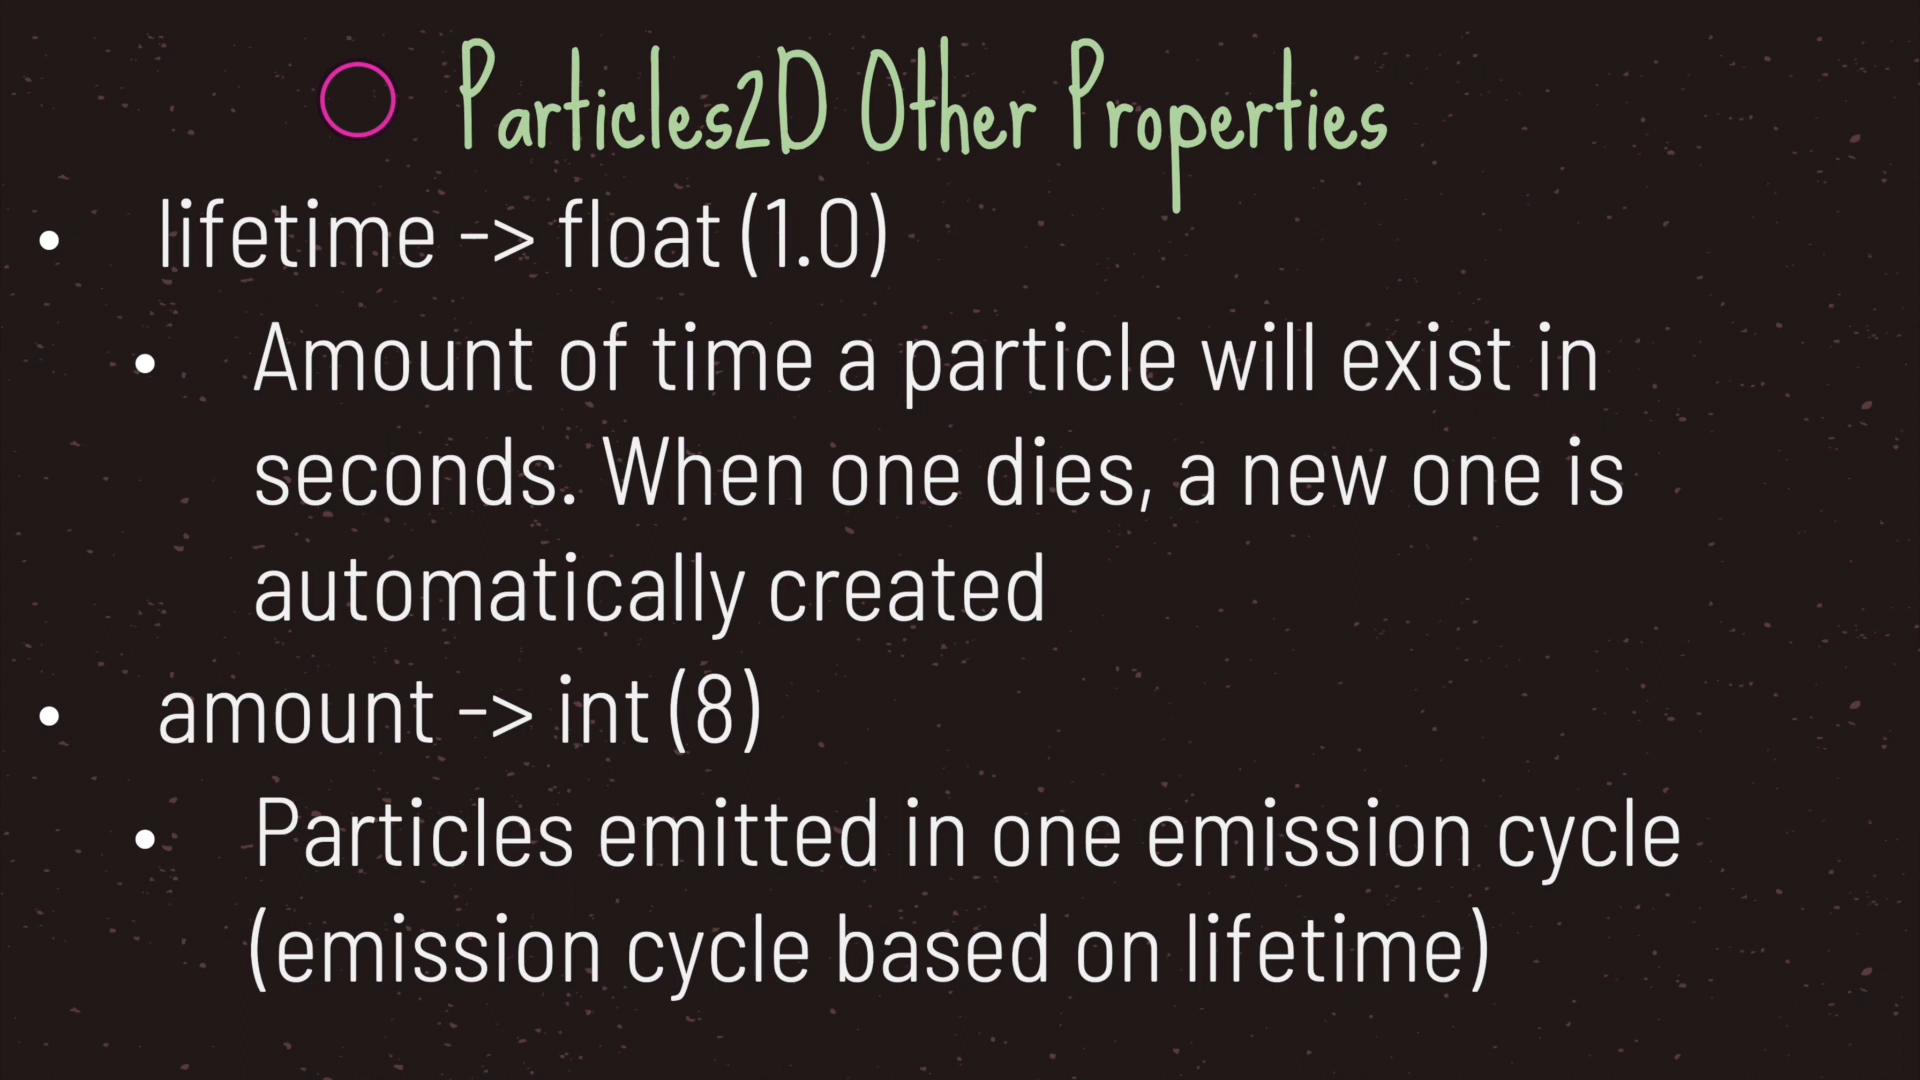 Particles2D Other Properties
• lifetime -> float (1.0)
• Amount of time a particle will exist in
seconds. When one dies, a new one is
automatically created
• amount -> int (8)
• Particles emitted in one emission cycle
(emission cycle based on lifetime)